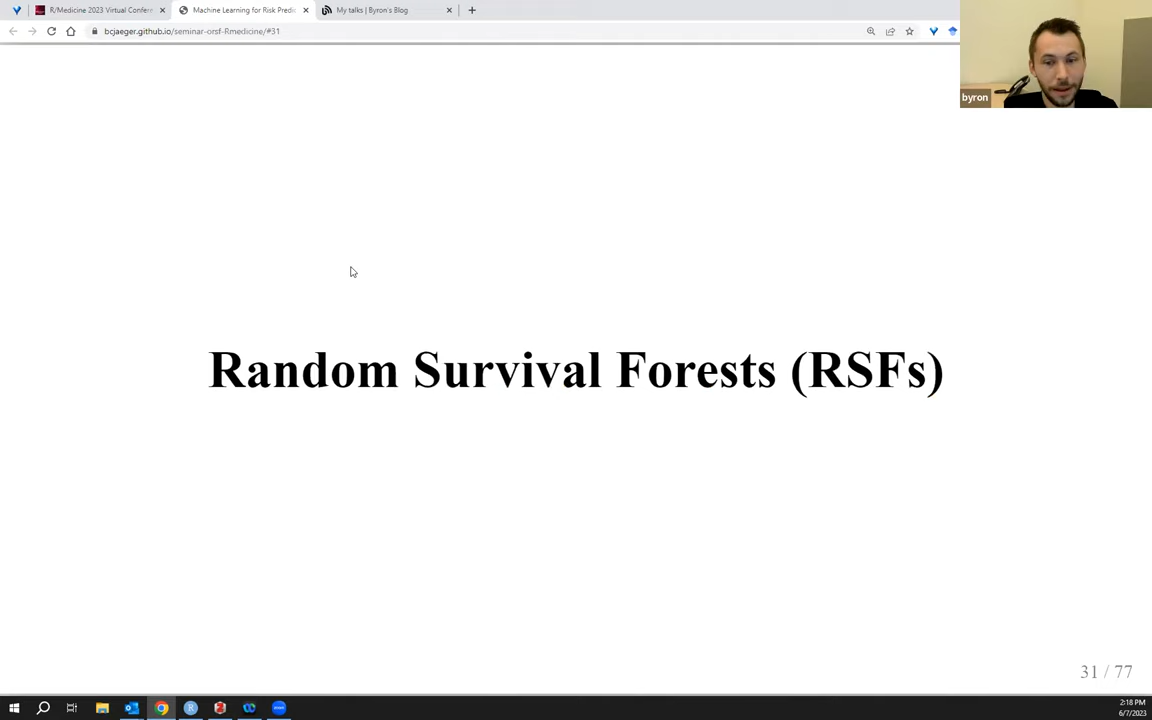 R/Medicine 2023 Virtual Confere
Machine Learning for Risk Predic
My talks | Byron's Blog
bcjaeger.github.io/seminar-orsf-Rmedicine/#31
byron
Random Survival Forests (RSFs)
31 / 77
2:18 PM
6/7/2023